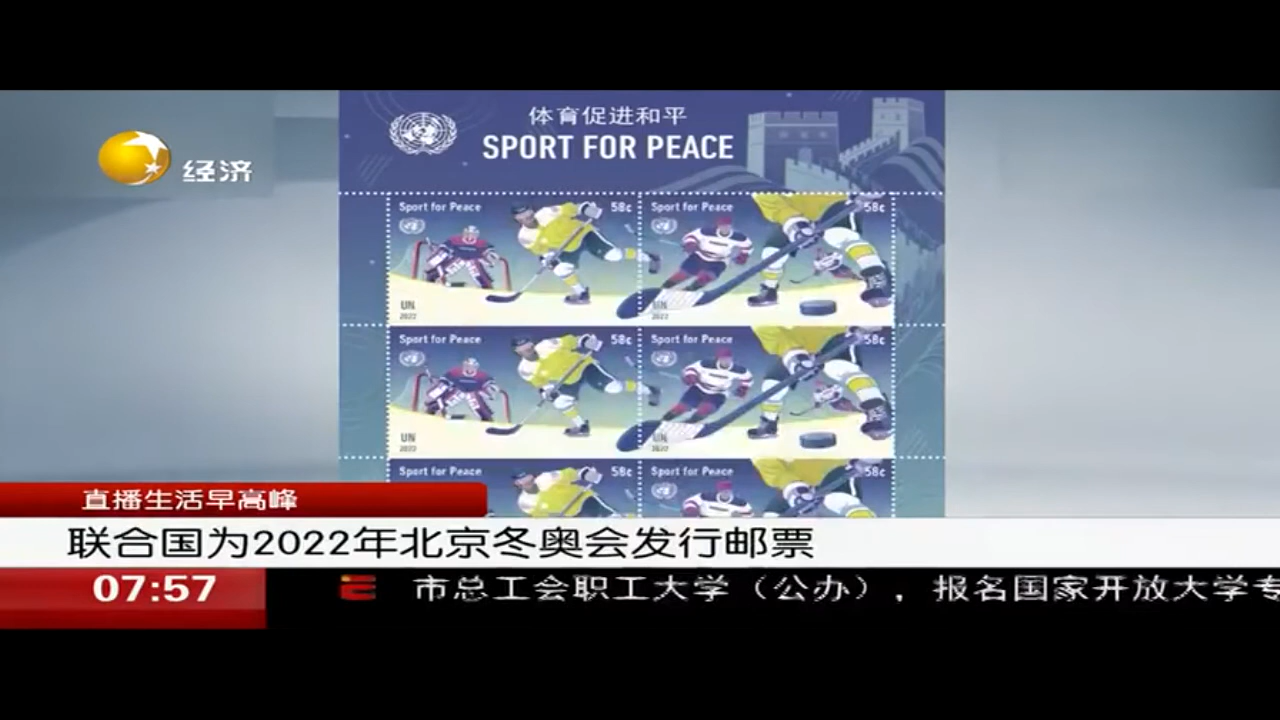 经济
体育促进和平
SPORT FOR PEACE
Sport for Peace 58c
UN
2022
Sport for Peace 58c
UN
2022
Sport for Peace 58c
UN
2022
Sport for Peace 58c
UN
2022
Sport for Peace 58c
Sport for Peace 58c
直播生活早高峰
联合国为2022年北京冬奥会发行邮票
07:57
市总工会职工大学（公办），报名国家开放大学专